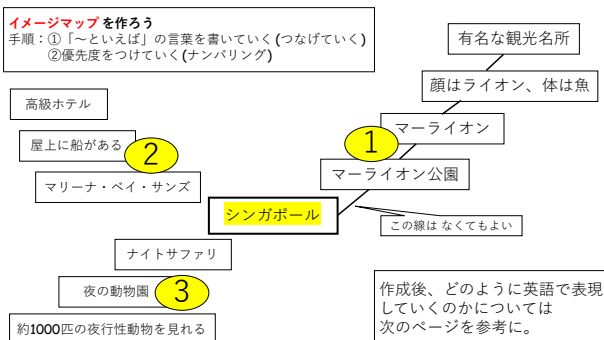 イメージマップ を作ろう
手順：①「～といえば」の言葉を書いていく(つなげていく)
②優先度をつけていく(ナンバリング)
有名な観光名所
顔はライオン、体は魚
マーライオン
1
マーライオン公園
高級ホテル
屋上に船がある
2
マリーナ・ベイ・サンズ
シンガポール
この線は なくてもよい
ナイトサファリ
夜の動物園
3
約1000匹の夜行性動物を見れる
作成後、どのように英語で表現
していくのかについては
次のページを参考に。